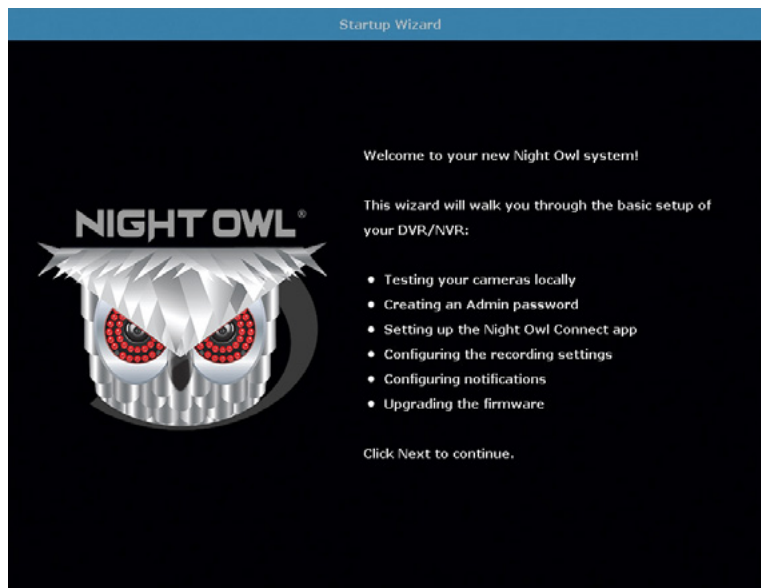 Startup Wizard
NIGHT OWL®
Welcome to your new Night Owl system!
This wizard will walk you through the basic setup of
your DVR/NVR:
• Testing your cameras locally
• Creating an Admin password
• Setting up the Night Owl Connect app
• Configuring the recording settings
• Configuring notifications
• Upgrading the firmware
Click Next to continue.